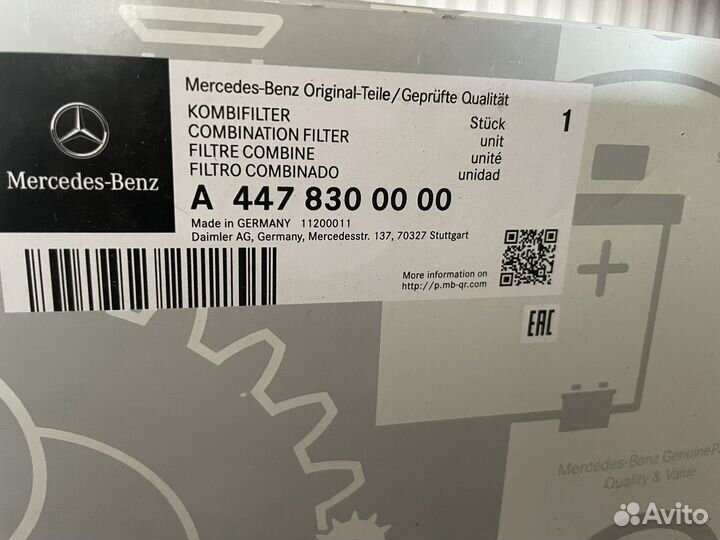 Mercedes-Benz
Mercedes-Benz Original-Teile/Geprüfte Qualität
KOMBIFILTER Stück 1
COMBINATION FILTER unit
FILTRE COMBINE unité
FILTRO COMBINADO unidad
A 447 830 00 00
Made in GERMANY 11200011
Daimler AG, Germany, Mercedesstr. 137, 70327 Stuttgart
More information on
http://p.mb-qr.com
EAC
Mercedes-Benz Genuine
Quality & Value
Avito